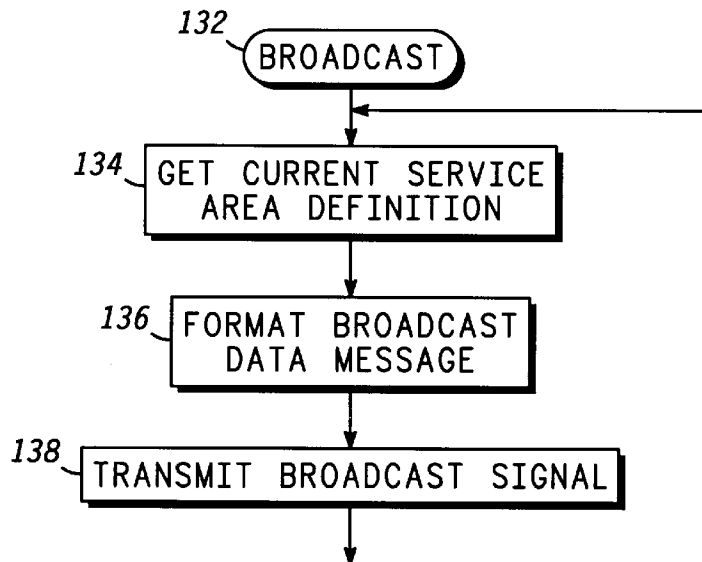 132
BROADCAST
134
GET CURRENT SERVICE
AREA DEFINITION
136
FORMAT BROADCAST
DATA MESSAGE
138
TRANSMIT BROADCAST SIGNAL